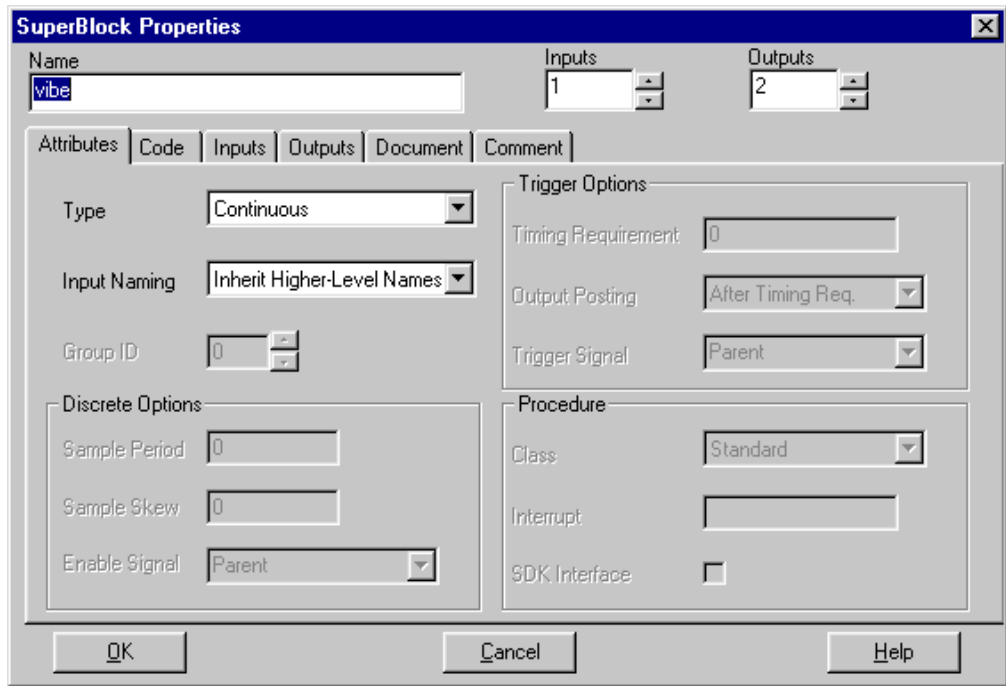 SuperBlock Properties
Name
Inputs
Outputs
vibe
1
2
Attributes
Code
Inputs
Outputs
Document
Comment
Type
Continuous
Input Naming
Inherit Higher-Level Names
Group ID
0
Discrete Options
Sample Period
0
Sample Skew
0
Enable Signal
Parent
Trigger Options
Timing Requirement
0
Output Posting
After Timing Req.
Trigger Signal
Parent
Procedure
Class
Standard
Interrupt
SDK Interface
OK
Cancel
Help